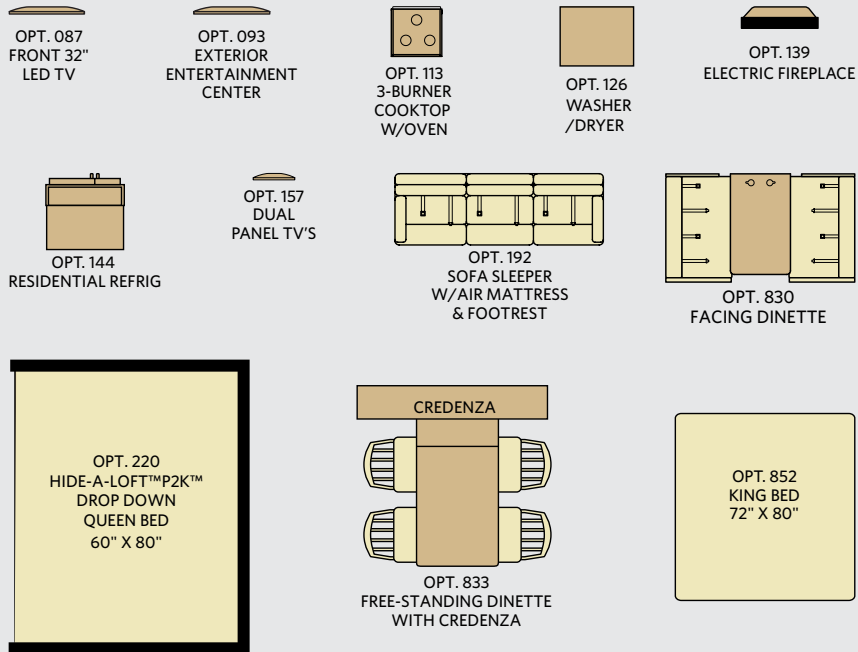 OPT. 087
FRONT 32"
LED TV
OPT. 093
EXTERIOR
ENTERTAINMENT
CENTER
OPT. 113
3-BURNER
COOKTOP
W/OVEN
OPT. 126
WASHER
/DRYER
OPT. 139
ELECTRIC FIREPLACE
OPT. 144
RESIDENTIAL REFRIG
OPT. 157
DUAL
PANEL TV'S
OPT. 192
SOFA SLEEPER
W/AIR MATTRESS
& FOOTREST
OPT. 830
FACING DINETTE
OPT. 220
HIDE-A-LOFT™P2K™
DROP DOWN
QUEEN BED
60" X 80"
CREDENZA
OPT. 833
FREE-STANDING DINETTE
WITH CREDENZA
OPT. 852
KING BED
72" X 80"